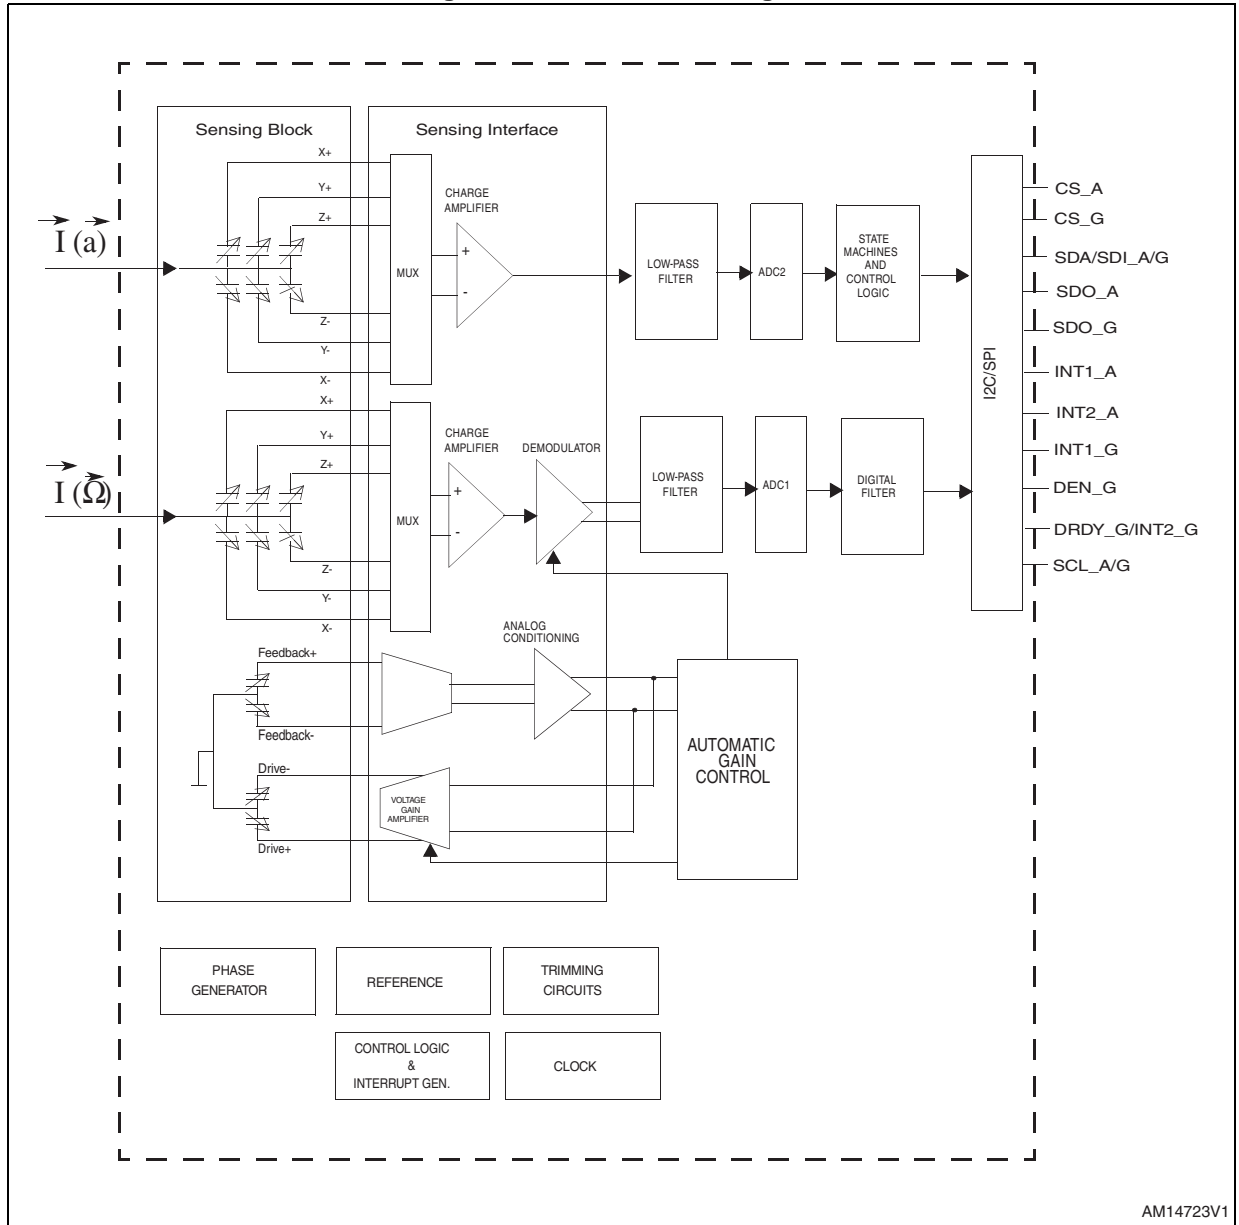 Sensing Block
Sensing Interface
X+
Y+
Z+
Z-
Y-
X-
I (a)
MUX
CHARGE
AMPLIFIER
+
-
LOW-PASS
FILTER
ADC2
STATE
MACHINES
AND
CONTROL
LOGIC
I2C/SPI
CS_A
CS_G
SDA/SDI_A/G
SDO_A
SDO_G
INT1_A
INT2_A
INT1_G
DEN_G
DRDY_G/INT2_G
SCL_A/G
X+
Y+
Z+
Z-
Y-
X-
I (Ω)
MUX
CHARGE
AMPLIFIER
+
-
DEMODULATOR
LOW-PASS
FILTER
ADC1
DIGITAL
FILTER
Feedback+
Feedback-
ANALOG
CONDITIONING
Drive-
Drive+
VOLTAGE
GAIN
AMPLIFIER
AUTOMATIC
GAIN
CONTROL
PHASE
GENERATOR
REFERENCE
TRIMMING
CIRCUITS
CONTROL LOGIC
&
INTERRUPT GEN.
CLOCK
AM14723V1